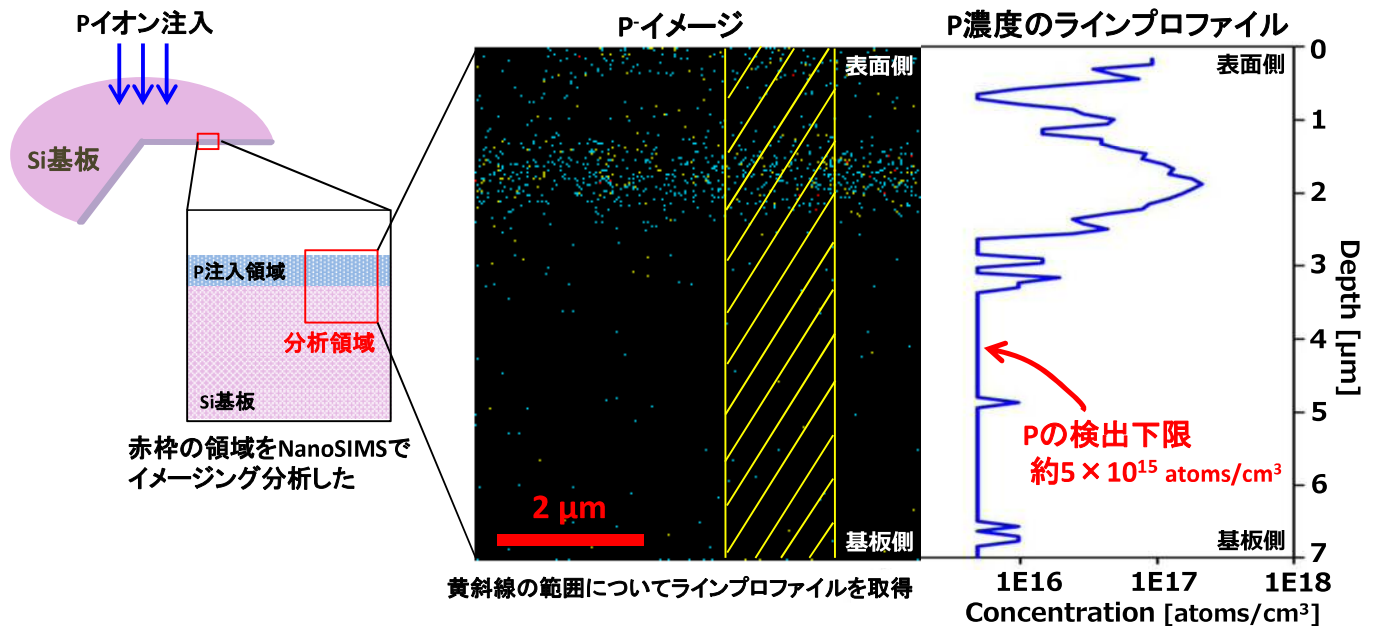 Pイオン注入
Si基板
P注入領域
分析領域
Si基板
赤枠の領域をNanoSIMSで
イメージング分析した
P-イメージ
表面側
2 μm
基板側
黄斜線の範囲についてラインプロファイルを取得
P濃度のラインプロファイル
表面側
Pの検出下限
約5×10¹⁵ atoms/cm³
基板側
0
1
2
3
4
5
6
7
Depth [μm]
1E16 1E17 1E18
Concentration [atoms/cm³]